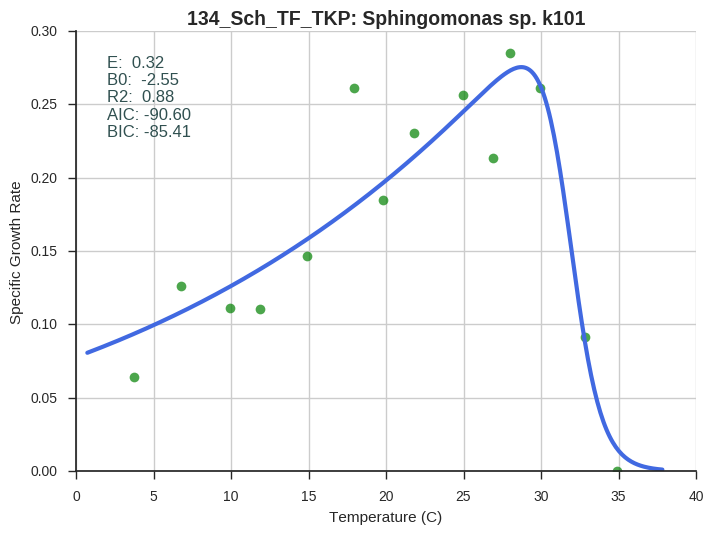 134_Sch_TF_TKP: Sphingomonas sp. k101
E:  0.32
B0:  -2.55
R2:  0.88
AIC: -90.60
BIC: -85.41
Specific Growth Rate
0.30
0.25
0.20
0.15
0.10
0.05
0.00
0 5 10 15 20 25 30 35 40
Temperature (C)